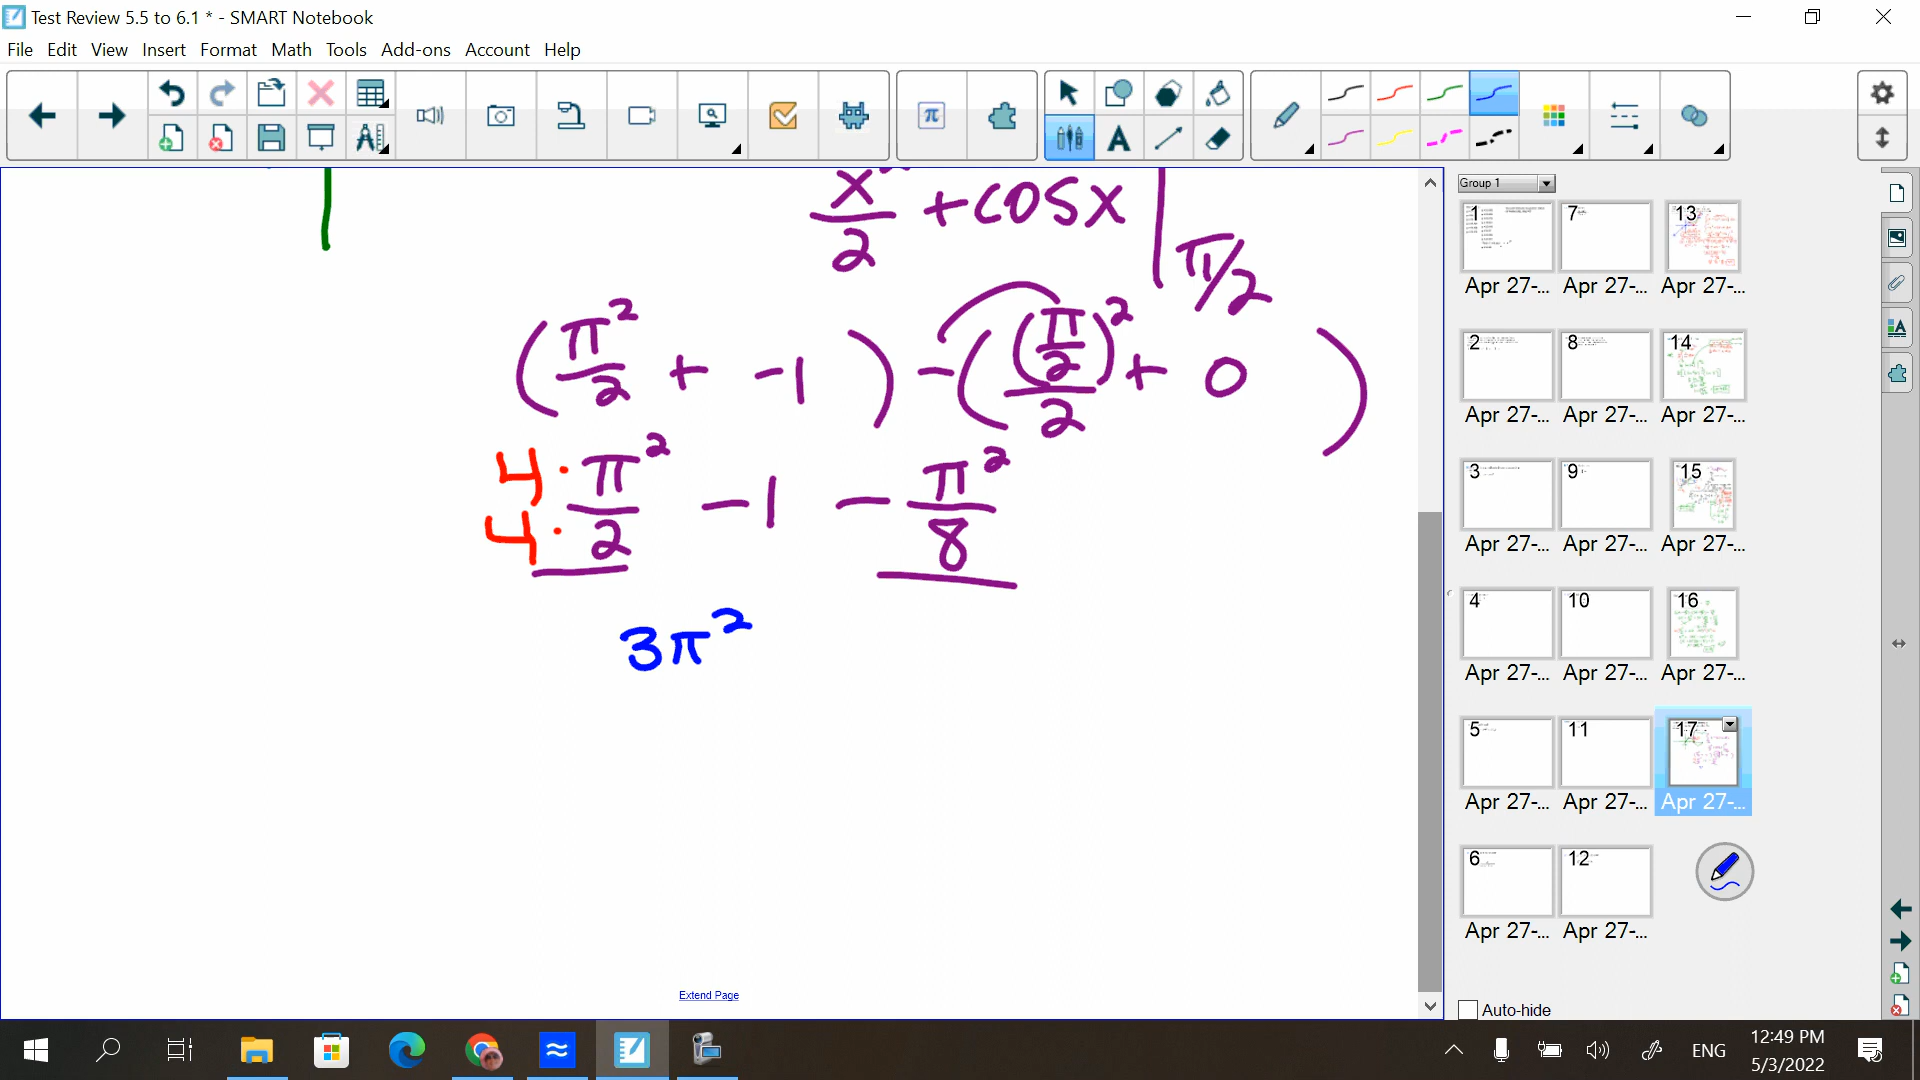 Test Review 5.5 to 6.1 * - SMART Notebook
File Edit View Insert Format Math Tools Add-ons Account Help
π
A
x²/2 + cosx | π/2
(π²/2 + -1) - ((π/2)²/2 + 0)
4·π²/4·2 - 1 - π²/8
3π²
Extend Page
Group 1
1 7 13
Apr 27-... Apr 27-... Apr 27-...
2 8 14
Apr 27-... Apr 27-... Apr 27-...
3 9 15
Apr 27-... Apr 27-... Apr 27-...
4 10 16
Apr 27-... Apr 27-... Apr 27-...
5 11 17
Apr 27-... Apr 27-... Apr 27-...
6 12
Apr 27-... Apr 27-...
Auto-hide
ENG
12:49 PM
5/3/2022